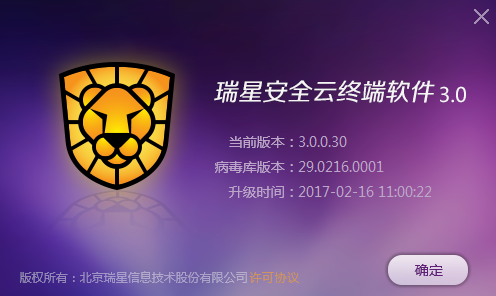 瑞星安全云终端软件 3.0
当前版本：3.0.0.30
病毒库版本：29.0216.0001
升级时间：2017-02-16 11:00:22
版权所有：北京瑞星信息技术股份有限公司 许可协议
确定